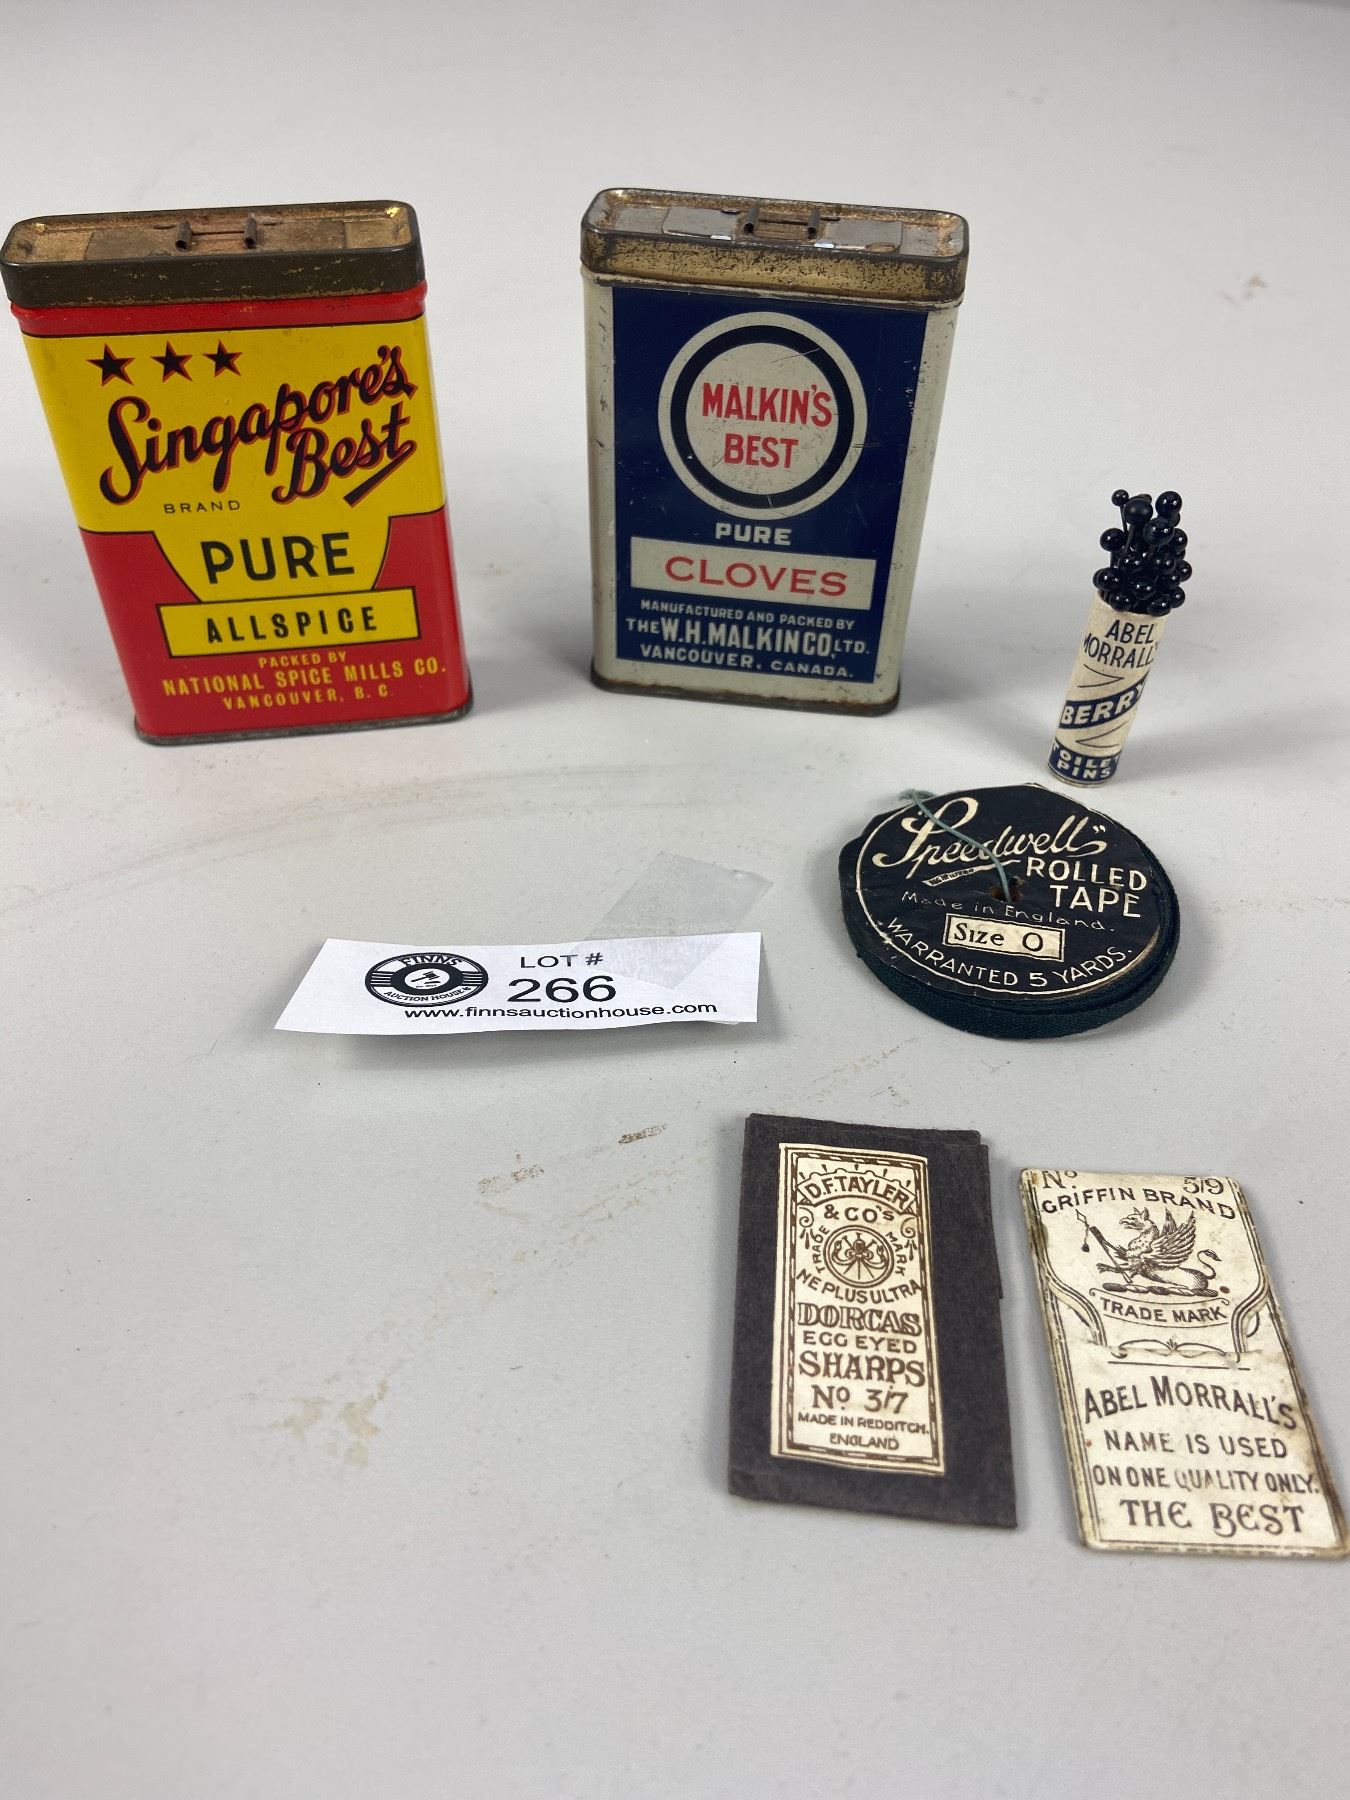 Singapore's
Best
BRAND
PURE
ALLSPICE
PACKED BY
NATIONAL SPICE MILLS CO.
VANCOUVER, B. C.
MALKIN'S
BEST
PURE
CLOVES
MANUFACTURED AND PACKED BY
THE W.H. MALKIN CO, LTD.
VANCOUVER, CANADA.
ABEL
MORRALL'
BERRY
TOILET
PINS
"Speedwell"
ROLLED
TAPE
Made in England.
Size 0
WARRANTED 5 YARDS.
FINNS
AUCTION HOUSE
LOT #
266
www.finnsauctionhouse.com
D.F. TAYLER
& CO'S
TRADE MARK
NE PLUS ULTRA
DORCAS
EGG EYED
SHARPS
No 3/7
MADE IN REDDITCH.
ENGLAND
No 5/9
GRIFFIN BRAND
TRADE MARK
ABEL MORRALL'S
NAME IS USED
ON ONE QUALITY ONLY.
THE BEST